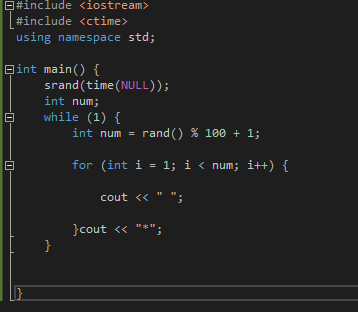 #include <iostream>
#include <ctime>
using namespace std;
int main() {
srand(time(NULL));
int num;
while (1) {
int num = rand() % 100 + 1;
for (int i = 1; i < num; i++) {
cout << " ";
}cout << "*";
}
}